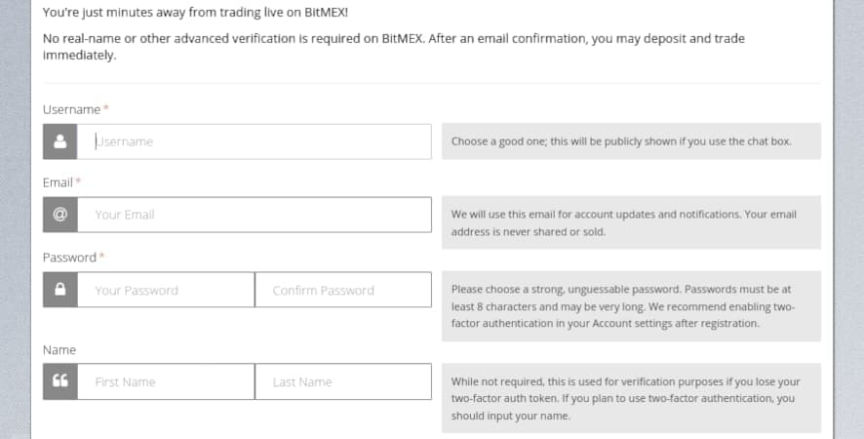 You're just minutes away from trading live on BitMEX!
No real-name or other advanced verification is required on BitMEX. After an email confirmation, you may deposit and trade
immediately.
Username *
Username
Choose a good one; this will be publicly shown if you use the chat box.
Email *
@
Your Email
We will use this email for account updates and notifications. Your email
address is never shared or sold.
Password *
Your Password
Confirm Password
Please choose a strong, unguessable password. Passwords must be at
least 8 characters and may be very long. We recommend enabling two-
factor authentication in your Account settings after registration.
Name
First Name
Last Name
While not required, this is used for verification purposes if you lose your
two-factor auth token. If you plan to use two-factor authentication, you
should input your name.